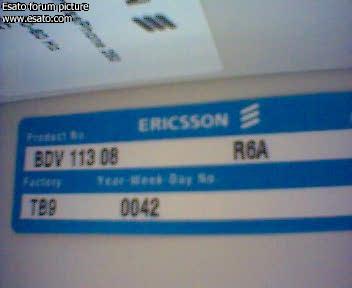 Esato forum picture
www.esato.com
ERICSSON
Product No
BDV 113 08 R6A
Factory Year-Week-Day No.
TB9 0042